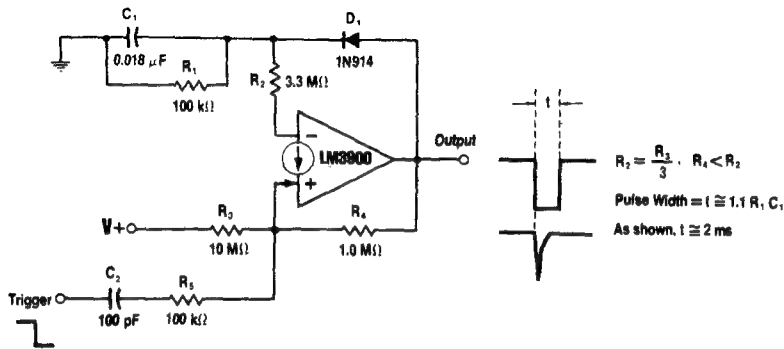 C₁
D₁
0.018 μF
1N914
R₁
100 kΩ
R₂
3.3 MΩ
−
LM3900
+
Output
t
R₂ = R₃/3 . R₄ < R₂
Pulse Width = t ≅ 1.1 R₁ C₁
As shown, t ≅ 2 ms
V+
R₃
10 MΩ
R₄
1.0 MΩ
Trigger
C₂
100 pF
R₅
100 kΩ